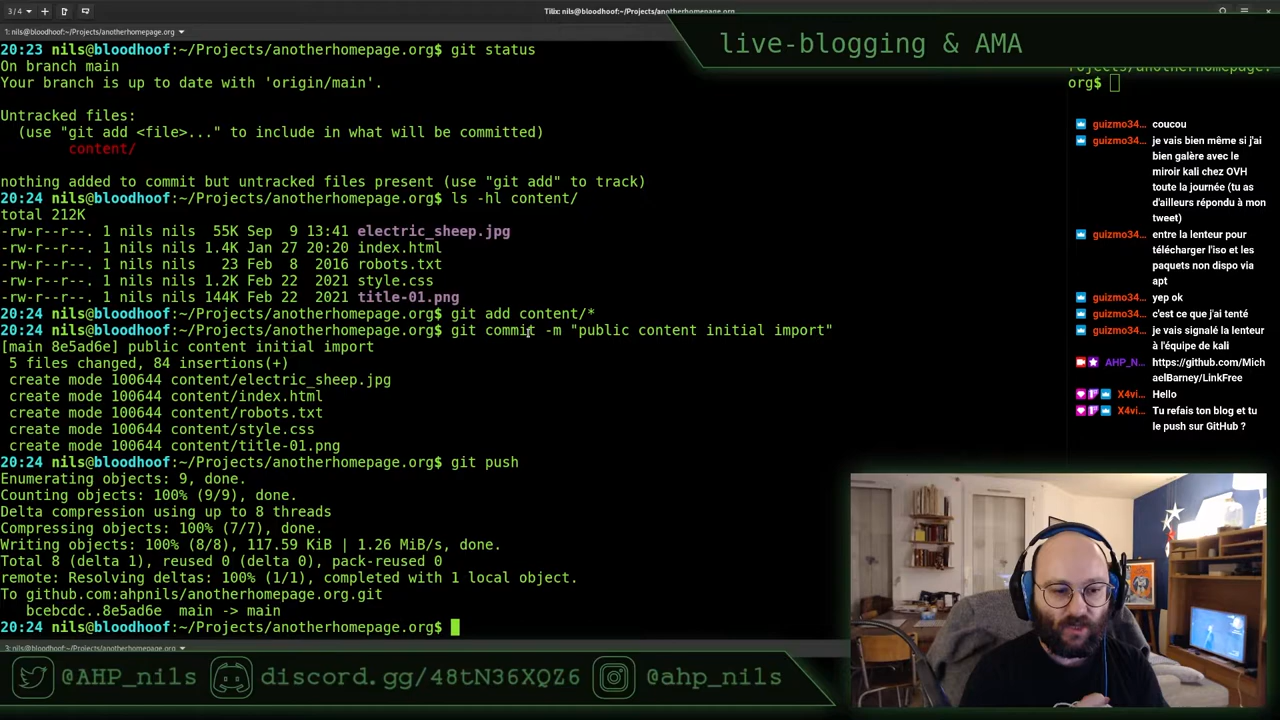 3 / 4
Tilix: nils@bloodhoof:~/Projects/anotherhomepage.org
1: nils@bloodhoof:~/Projects/anotherhomepage.org
live-blogging & AMA
20:23 nils@bloodhoof:~/Projects/anotherhomepage.org$ git status
On branch main
Your branch is up to date with 'origin/main'.
Untracked files:
(use "git add <file>..." to include in what will be committed)
content/
nothing added to commit but untracked files present (use "git add" to track)
20:24 nils@bloodhoof:~/Projects/anotherhomepage.org$ ls -hl content/
total 212K
-rw-r--r--. 1 nils nils  55K Sep  9 13:41 electric_sheep.jpg
-rw-r--r--. 1 nils nils 1.4K Jan 27 20:20 index.html
-rw-r--r--. 1 nils nils   23 Feb  8  2016 robots.txt
-rw-r--r--. 1 nils nils 1.2K Feb 22  2021 style.css
-rw-r--r--. 1 nils nils 144K Feb 22  2021 title-01.png
20:24 nils@bloodhoof:~/Projects/anotherhomepage.org$ git add content/*
20:24 nils@bloodhoof:~/Projects/anotherhomepage.org$ git commit -m "public content initial import"
[main 8e5ad6e] public content initial import
5 files changed, 84 insertions(+)
create mode 100644 content/electric_sheep.jpg
create mode 100644 content/index.html
create mode 100644 content/robots.txt
create mode 100644 content/style.css
create mode 100644 content/title-01.png
20:24 nils@bloodhoof:~/Projects/anotherhomepage.org$ git push
Enumerating objects: 9, done.
Counting objects: 100% (9/9), done.
Delta compression using up to 8 threads
Compressing objects: 100% (7/7), done.
Writing objects: 100% (8/8), 117.59 KiB | 1.26 MiB/s, done.
Total 8 (delta 1), reused 0 (delta 0), pack-reused 0
remote: Resolving deltas: 100% (1/1), completed with 1 local object.
To github.com:ahpnils/anotherhomepage.org.git
bcebcdc..8e5ad6e  main -> main
20:24 nils@bloodhoof:~/Projects/anotherhomepage.org$
3: nils@bloodhoof:~/Projects/anotherhomepage.org
rojects/anotherhomepage.
org$
guizmo34... coucou
guizmo34... je vais bien même si j'ai
bien galère avec le
miroir kali chez OVH
toute la journée (tu as
d'ailleurs répondu à mon
tweet)
guizmo34... entre la lenteur pour
télécharger l'iso et les
paquets non dispo via
apt
guizmo34... yep ok
guizmo34... c'est ce que j'ai tenté
guizmo34... je vais signalé la lenteur
à l'équipe de kali
AHP_N... https://github.com/Mich
aelBarney/LinkFree
X4vi... Hello
X4vi... Tu refais ton blog et tu
le push sur GitHub ?
@AHP_nils
discord.gg/48tN36XQZ6
@ahp_nils